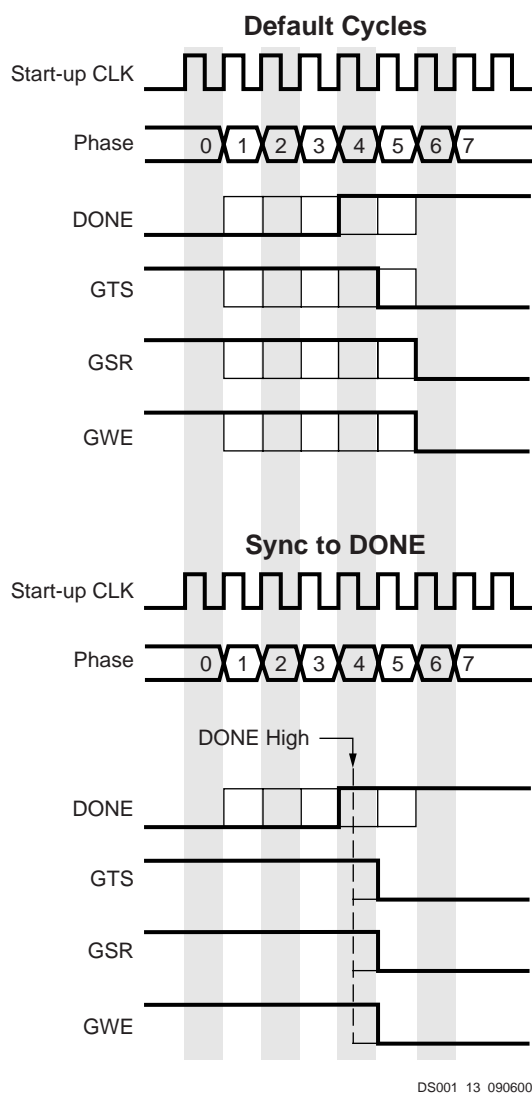 Default Cycles
Start-up CLK
Phase 0 1 2 3 4 5 6 7
DONE
GTS
GSR
GWE
Sync to DONE
Start-up CLK
Phase 0 1 2 3 4 5 6 7
DONE High
DONE
GTS
GSR
GWE
DS001_13_090600